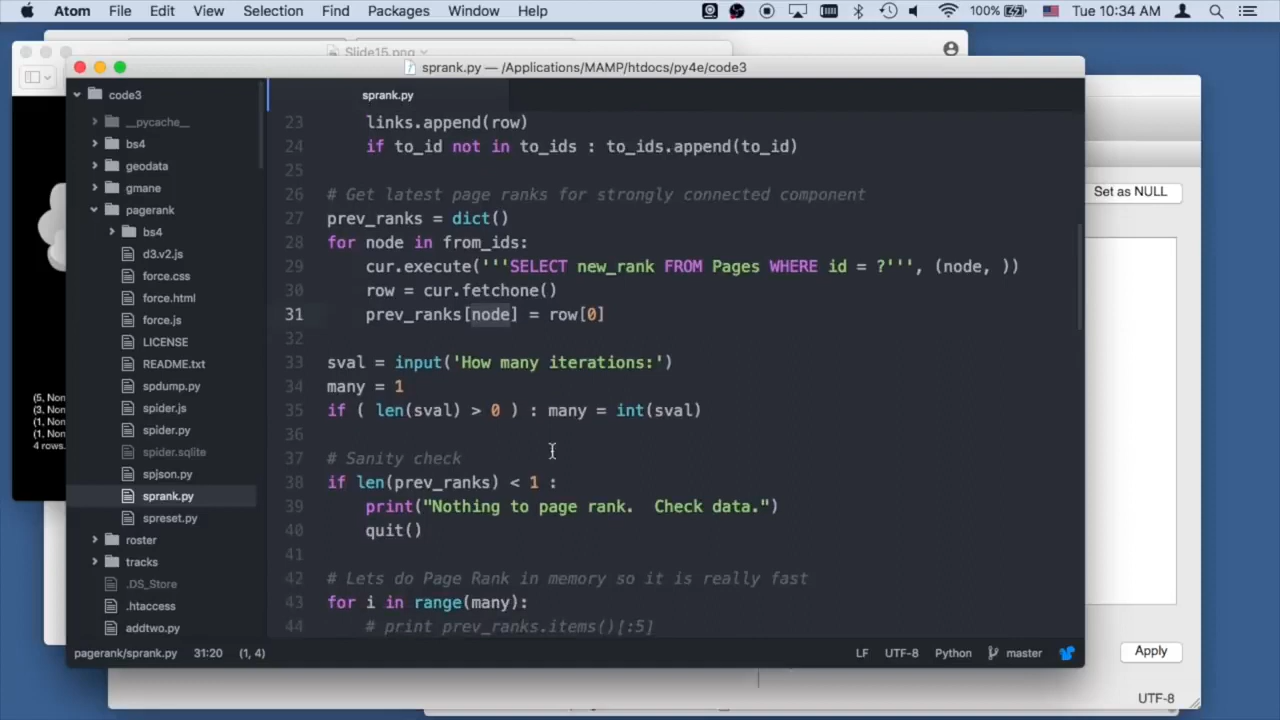 Atom File Edit View Selection Find Packages Window Help 100% Tue 10:34 AM
Slide15.png
sprank.py — /Applications/MAMP/htdocs/py4e/code3
code3
__pycache__
bs4
geodata
gmane
pagerank
bs4
d3.v2.js
force.css
force.html
force.js
LICENSE
README.txt
spdump.py
spider.js
spider.py
spider.sqlite
spjson.py
sprank.py
spreset.py
roster
tracks
.DS_Store
.htaccess
addtwo.py
sprank.py
23 links.append(row)
24 if to_id not in to_ids : to_ids.append(to_id)
25
26 # Get latest page ranks for strongly connected component
27 prev_ranks = dict()
28 for node in from_ids:
29 cur.execute('''SELECT new_rank FROM Pages WHERE id = ?''', (node, ))
30 row = cur.fetchone()
31 prev_ranks[node] = row[0]
32
33 sval = input('How many iterations:')
34 many = 1
35 if ( len(sval) > 0 ) : many = int(sval)
36
37 # Sanity check
38 if len(prev_ranks) < 1 :
39 print("Nothing to page rank.  Check data.")
40 quit()
41
42 # Lets do Page Rank in memory so it is really fast
43 for i in range(many):
44 # print prev_ranks.items()[:5]
pagerank/sprank.py 31:20 (1, 4) LF UTF-8 Python master
(5, Non
(3, Non
(1, Non
(1, Non
4 rows.
Set as NULL
Apply
UTF-8